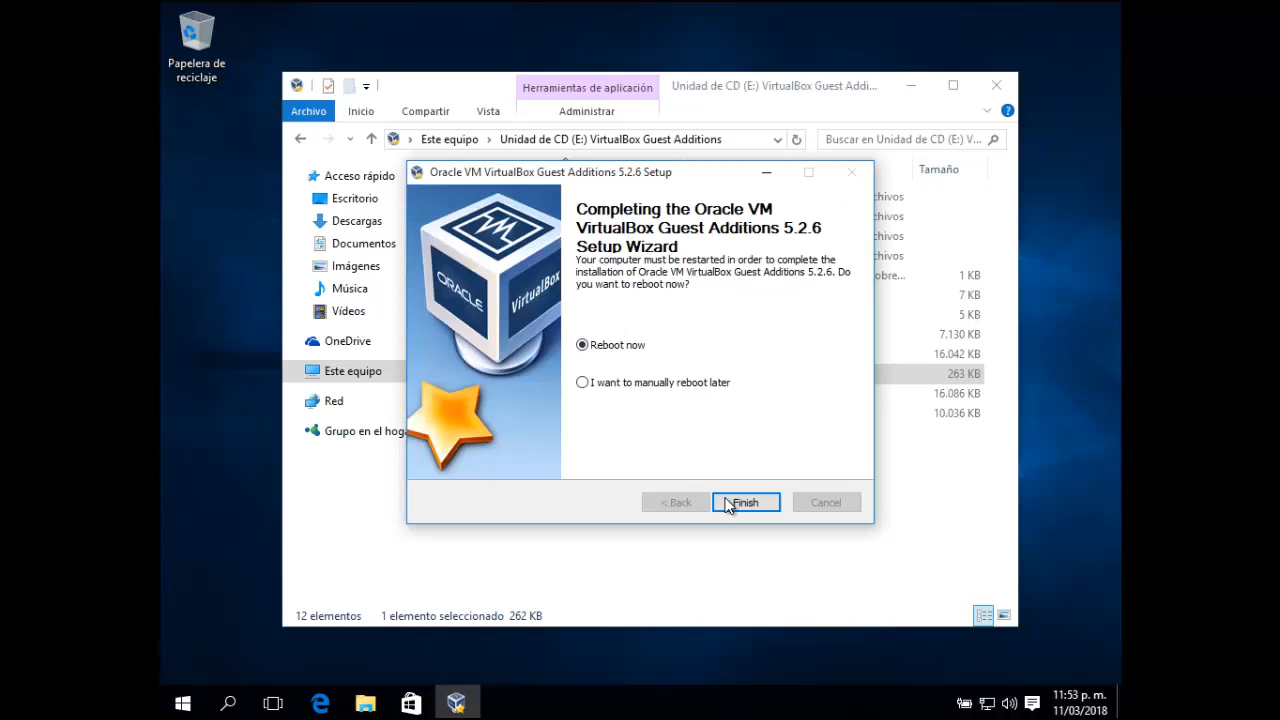 Papelera de
reciclaje
Herramientas de aplicación
Unidad de CD (E:) VirtualBox Guest Addi...
Archivo
Inicio
Compartir
Vista
Administrar
Este equipo
Unidad de CD (E:) VirtualBox Guest Additions
Buscar en Unidad de CD (E:) V...
Acceso rápido
Escritorio
Descargas
Documentos
Imágenes
Música
Vídeos
OneDrive
Este equipo
Red
Grupo en el hoga
Tamaño
chivos
chivos
chivos
chivos
obre... 1 KB
7 KB
5 KB
7.130 KB
16.042 KB
263 KB
16.086 KB
10.036 KB
Oracle VM VirtualBox Guest Additions 5.2.6 Setup
ORACLE
VirtualBox
Completing the Oracle VM
VirtualBox Guest Additions 5.2.6
Setup Wizard
Your computer must be restarted in order to complete the
installation of Oracle VM VirtualBox Guest Additions 5.2.6. Do
you want to reboot now?
Reboot now
I want to manually reboot later
< Back
Finish
Cancel
12 elementos
1 elemento seleccionado 262 KB
11:53 p. m.
11/03/2018